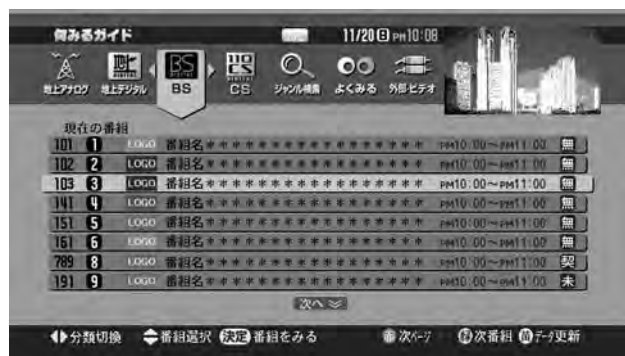 何みるガイド 11/20 日 PM10:08
地上アナログ 地上デジタル BS CS ジャンル検索 よくみる 外部ビデオ
現在の番組
101 1 LOGO 番組名＊＊＊＊＊＊＊＊＊＊＊＊＊＊＊＊＊＊ PM10:00〜PM11:00 無
102 2 LOGO 番組名＊＊＊＊＊＊＊＊＊＊＊＊＊＊＊＊＊＊ PM10:00〜PM11:00 無
103 3 LOGO 番組名＊＊＊＊＊＊＊＊＊＊＊＊＊＊＊＊＊＊ PM10:00〜PM11:00 無
141 4 LOGO 番組名＊＊＊＊＊＊＊＊＊＊＊＊＊＊＊＊＊＊ PM10:00〜PM11:00 無
151 5 LOGO 番組名＊＊＊＊＊＊＊＊＊＊＊＊＊＊＊＊＊＊ PM10:00〜PM11:00 無
161 6 LOGO 番組名＊＊＊＊＊＊＊＊＊＊＊＊＊＊＊＊＊＊ PM10:00〜PM11:00 無
789 8 LOGO 番組名＊＊＊＊＊＊＊＊＊＊＊＊＊＊＊＊＊＊ PM10:00〜PM11:00 契
191 9 LOGO 番組名＊＊＊＊＊＊＊＊＊＊＊＊＊＊＊＊＊＊ PM10:00〜PM11:00 未
次へ
分類切換 番組選択 決定 番組をみる 青 次ページ 緑 次番組 黄 データ更新